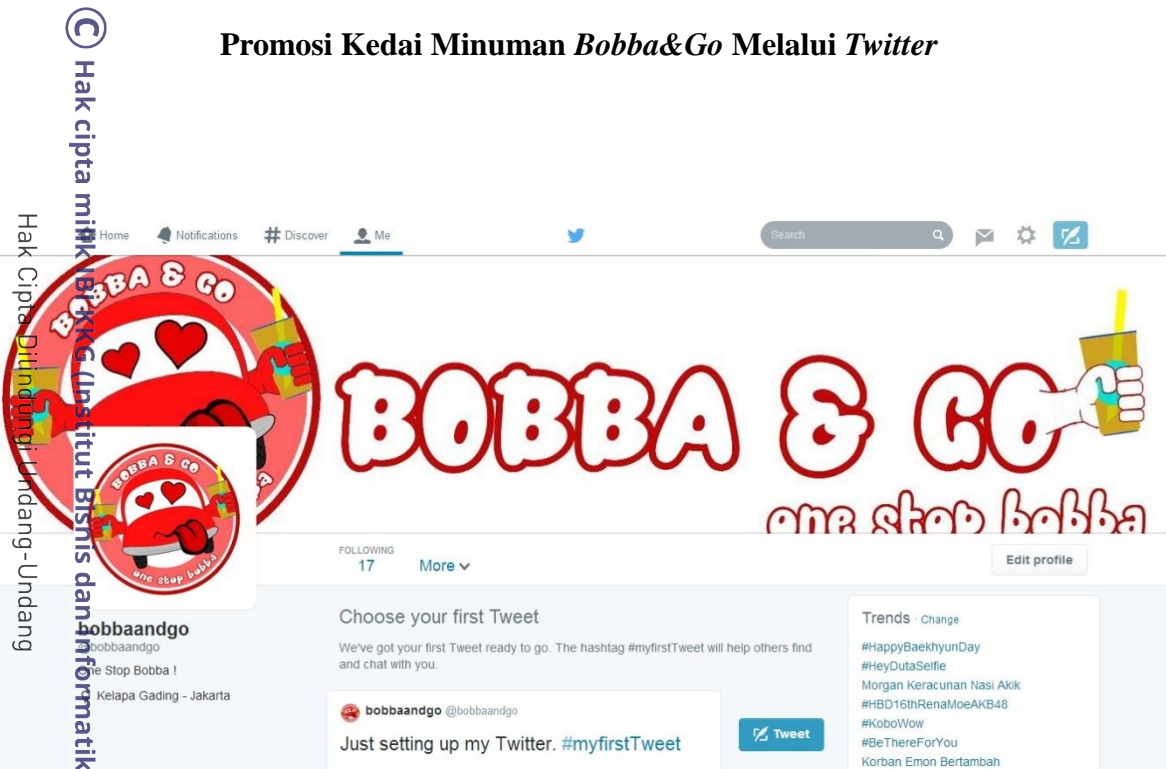 Promosi Kedai Minuman Bobba&Go Melalui Twitter
© Hak cipta milik IBI KKG (Institut Bisnis dan Informatik
Hak Cipta Dilindungi Undang-Undang
Home Notifications # Discover Me Search
BOBBA & GO
BOBBA & GO
one stop bobba
BOBBA & GO
one stop bobba
FOLLOWING
17
More
Edit profile
bobbaandgo
@bobbaandgo
One Stop Bobba !
Kelapa Gading - Jakarta
Choose your first Tweet
We've got your first Tweet ready to go. The hashtag #myfirstTweet will help others find
and chat with you.
bobbaandgo @bobbaandgo
Just setting up my Twitter. #myfirstTweet
Tweet
Trends · Change
#HappyBaekhyunDay
#HeyDutaSelfie
Morgan Keracunan Nasi Akik
#HBD16thRenaMoeAKB48
#KoboWow
#BeThereForYou
Korban Emon Bertambah